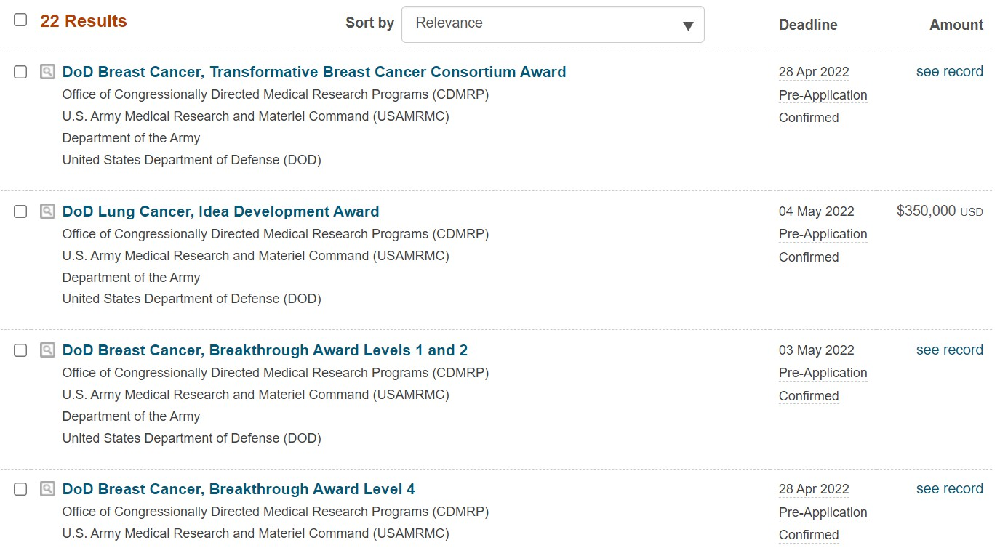 22 Results Sort by Relevance Deadline Amount
DoD Breast Cancer, Transformative Breast Cancer Consortium Award 28 Apr 2022 see record
Office of Congressionally Directed Medical Research Programs (CDMRP) Pre-Application
U.S. Army Medical Research and Materiel Command (USAMRMC) Confirmed
Department of the Army
United States Department of Defense (DOD)
DoD Lung Cancer, Idea Development Award 04 May 2022 $350,000 USD
Office of Congressionally Directed Medical Research Programs (CDMRP) Pre-Application
U.S. Army Medical Research and Materiel Command (USAMRMC) Confirmed
Department of the Army
United States Department of Defense (DOD)
DoD Breast Cancer, Breakthrough Award Levels 1 and 2 03 May 2022 see record
Office of Congressionally Directed Medical Research Programs (CDMRP) Pre-Application
U.S. Army Medical Research and Materiel Command (USAMRMC) Confirmed
Department of the Army
United States Department of Defense (DOD)
DoD Breast Cancer, Breakthrough Award Level 4 28 Apr 2022 see record
Office of Congressionally Directed Medical Research Programs (CDMRP) Pre-Application
U.S. Army Medical Research and Materiel Command (USAMRMC) Confirmed